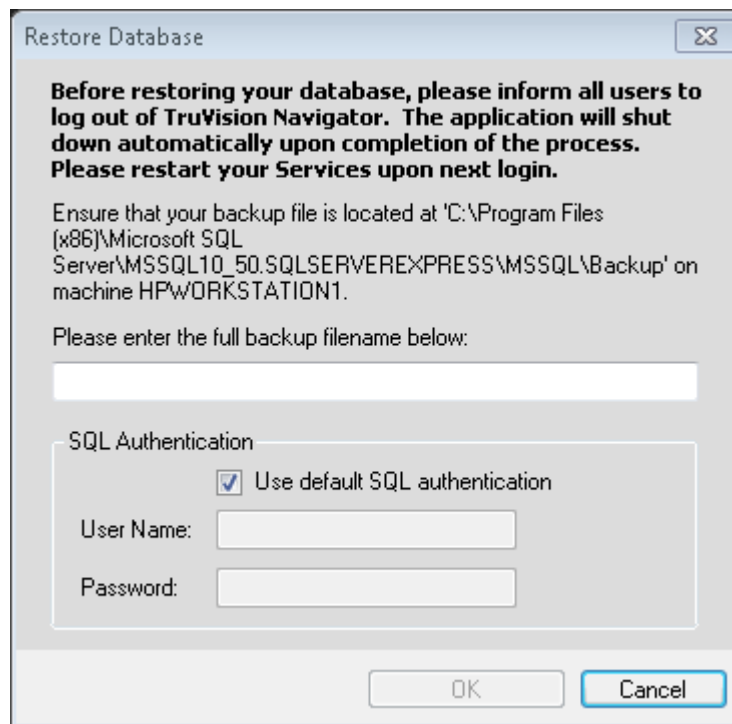 Restore Database
Before restoring your database, please inform all users to
log out of TruVision Navigator. The application will shut
down automatically upon completion of the process.
Please restart your Services upon next login.
Ensure that your backup file is located at 'C:\Program Files
(x86)\Microsoft SQL
Server\MSSQL10_50.SQLSERVEREXPRESS\MSSQL\Backup' on
machine HPWORKSTATION1.
Please enter the full backup filename below:
SQL Authentication
Use default SQL authentication
User Name:
Password:
OK
Cancel